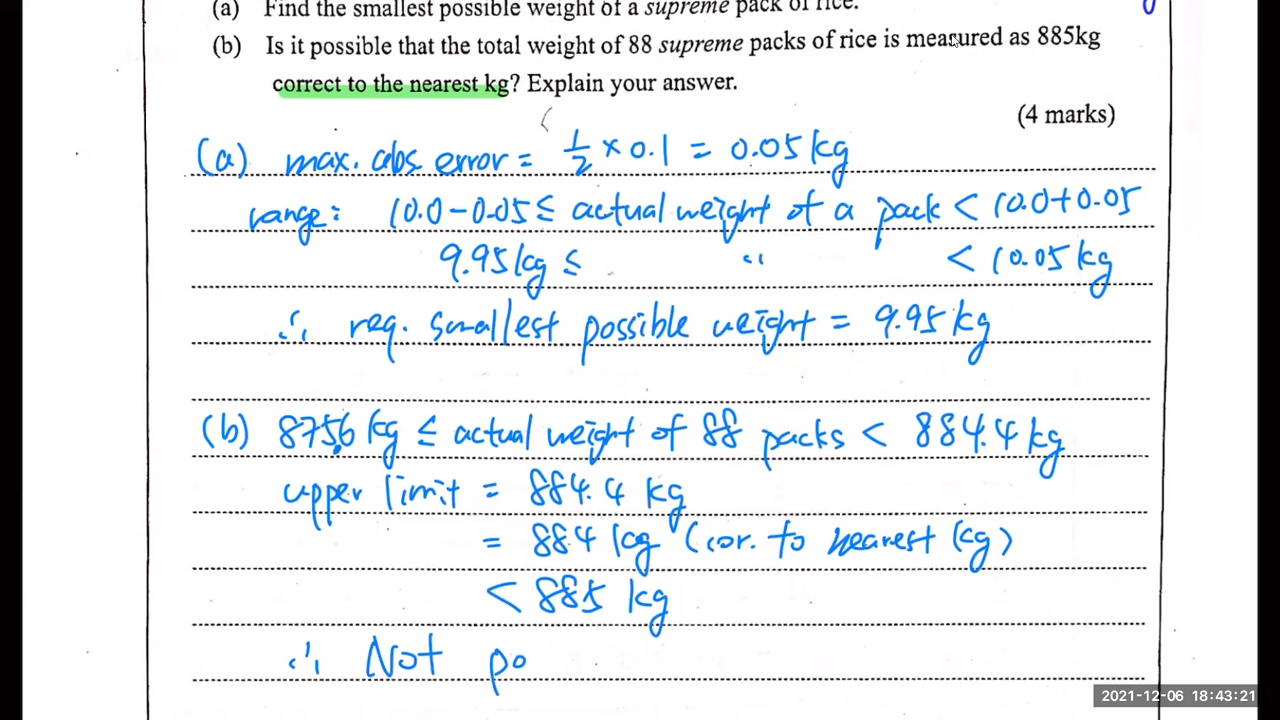 (a) Find the smallest possible weight of a supreme pack of rice.
(b) Is it possible that the total weight of 88 supreme packs of rice is measured as 885kg
correct to the nearest kg? Explain your answer.
(4 marks)
(a) max. abs. error = 1/2 × 0.1 = 0.05 kg
range: 10.0 - 0.05 ≤ actual weight of a pack < 10.0 + 0.05
9.95 kg ≤ " < 10.05 kg
∴ req. smallest possible weight = 9.95 kg
(b) 875.6 kg ≤ actual weight of 88 packs < 884.4 kg
upper limit = 884.4 kg
= 884 kg (cor. to nearest kg)
< 885 kg
∴ Not po
2021-12-06 18:43:21